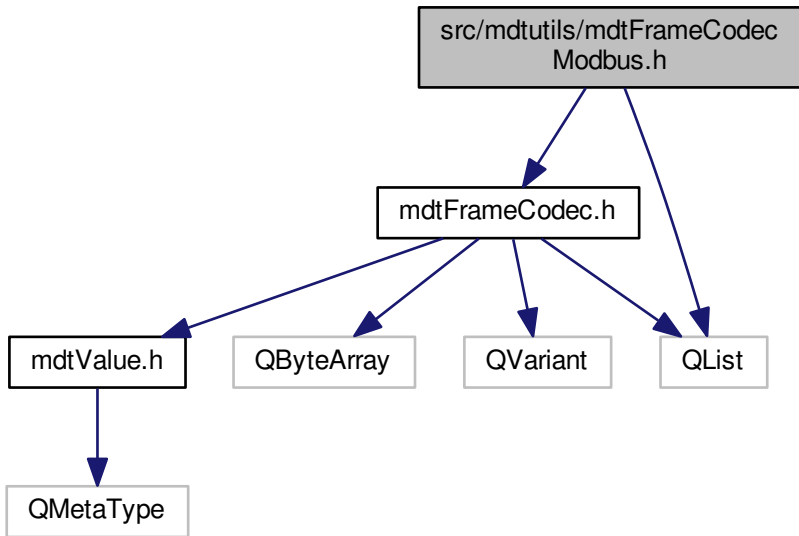 src/mdtutils/mdtFrameCodec
Modbus.h
mdtFrameCodec.h
mdtValue.h
QByteArray
QVariant
QList
QMetaType